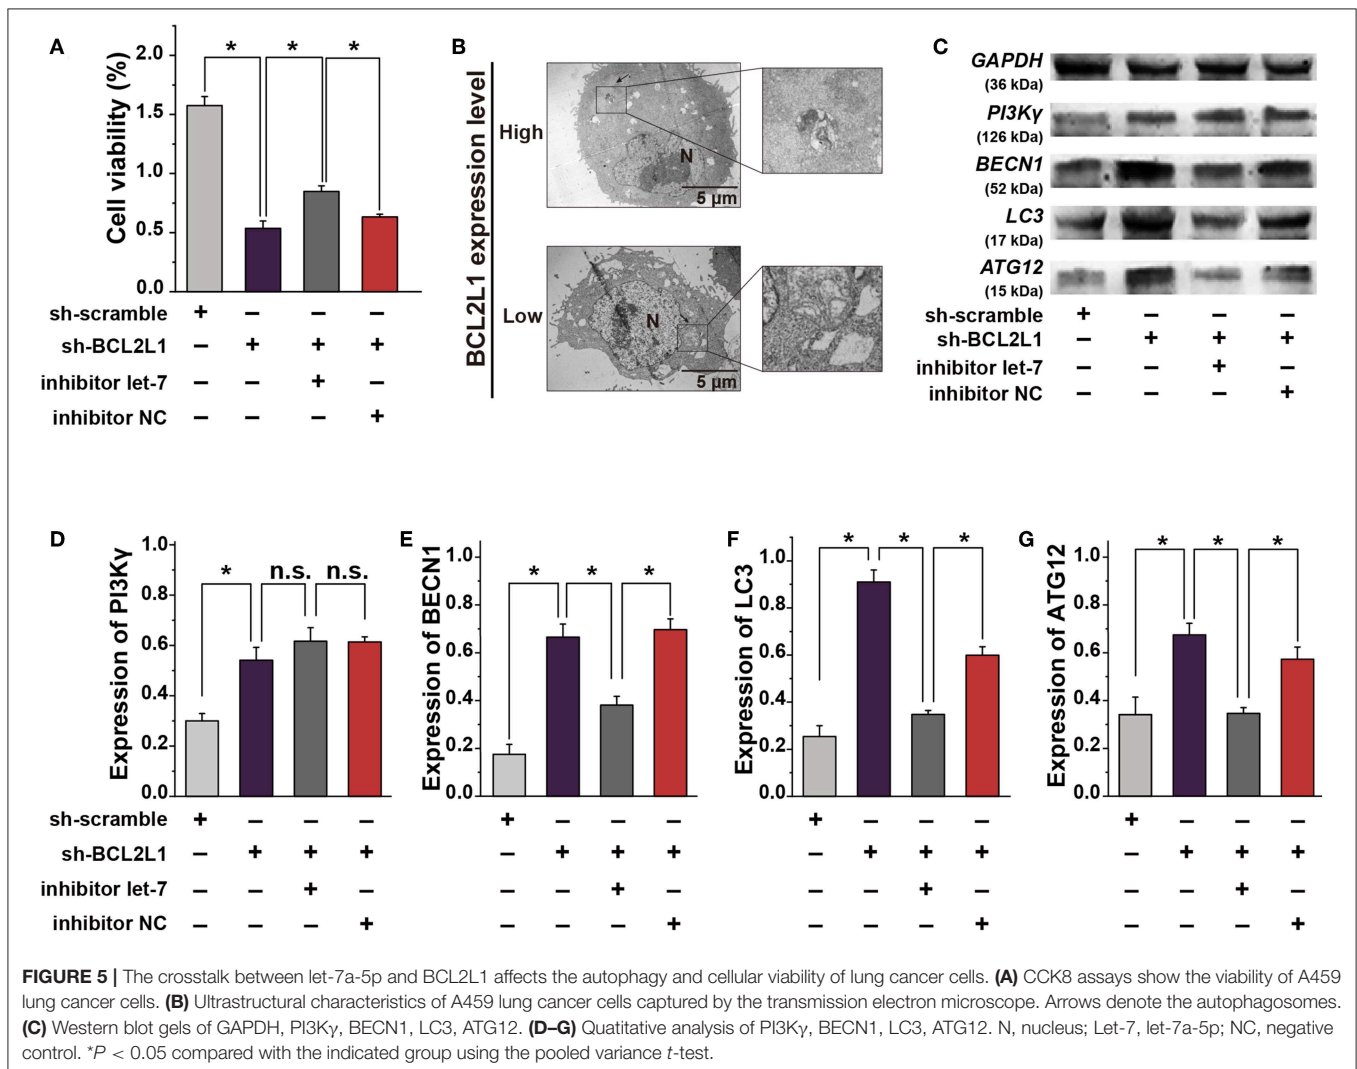 A
Cell viability (%)
2.0
1.5
1.0
0.5
0.0
* * *
sh-scramble + – – –
sh-BCL2L1 – + + +
inhibitor let-7 – – + –
inhibitor NC – – – +
B
BCL2L1 expression level
High
N
5 µm
Low
N
5 µm
C
GAPDH
(36 kDa)
PI3Kγ
(126 kDa)
BECN1
(52 kDa)
LC3
(17 kDa)
ATG12
(15 kDa)
sh-scramble + – – –
sh-BCL2L1 – + + +
inhibitor let-7 – – + –
inhibitor NC – – – +
D
Expression of PI3Kγ
1.0
0.8
0.6
0.4
0.2
0.0
* n.s. n.s.
E
Expression of BECN1
1.0
0.8
0.6
0.4
0.2
0.0
* * *
F
Expression of LC3
1.0
0.8
0.6
0.4
0.2
0.0
* * *
G
Expression of ATG12
1.0
0.8
0.6
0.4
0.2
0.0
* * *
sh-scramble + – – – + – – – + – – – + – – –
sh-BCL2L1 – + + + – + + + – + + + – + + +
inhibitor let-7 – – + – – – + – – – + – – – + –
inhibitor NC – – – + – – – + – – – + – – – +
FIGURE 5 | The crosstalk between let-7a-5p and BCL2L1 affects the autophagy and cellular viability of lung cancer cells. (A) CCK8 assays show the viability of A459
lung cancer cells. (B) Ultrastructural characteristics of A459 lung cancer cells captured by the transmission electron microscope. Arrows denote the autophagosomes.
(C) Western blot gels of GAPDH, PI3Kγ, BECN1, LC3, ATG12. (D–G) Quatitative analysis of PI3Kγ, BECN1, LC3, ATG12. N, nucleus; Let-7, let-7a-5p; NC, negative
control. *P < 0.05 compared with the indicated group using the pooled variance t-test.